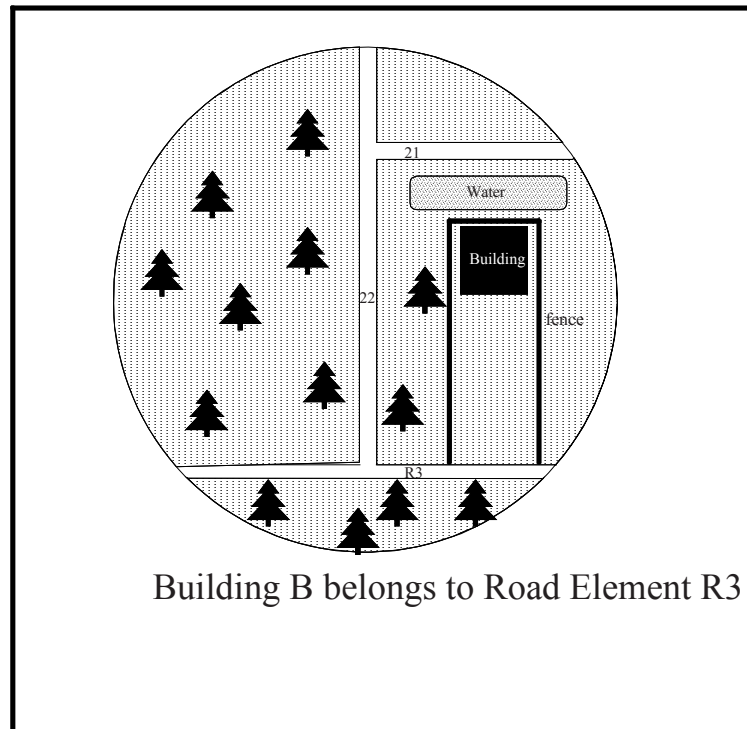 21
Water
Building
22
fence
R3
Building B belongs to Road Element R3